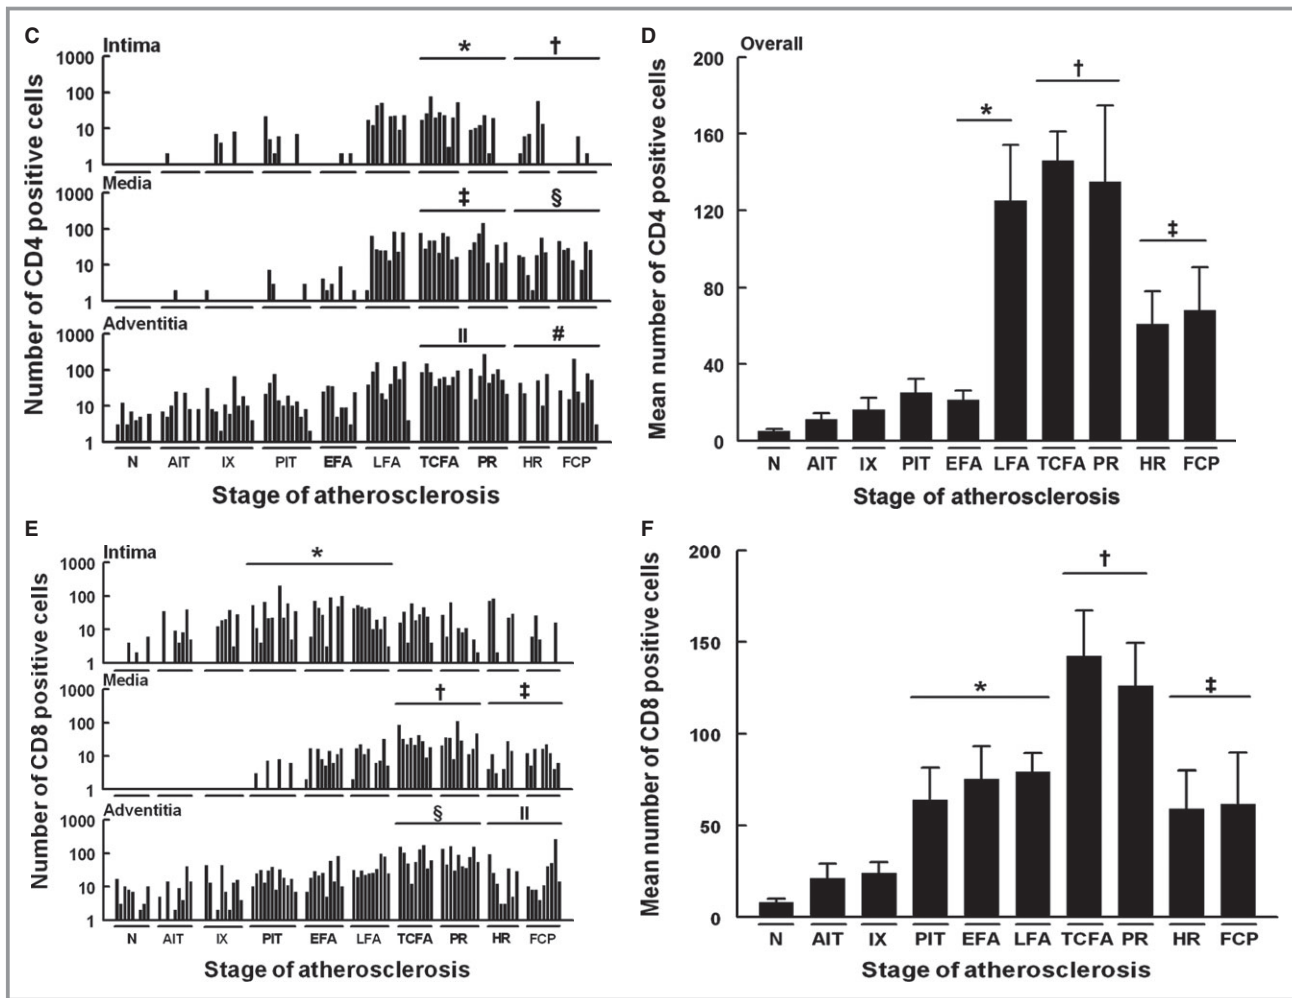 C
Intima
*
†
1000
100
10
1
Media
‡
§
1000
100
10
1
Adventitia
||
#
1000
100
10
1
Number of CD4 positive cells
N AIT IX PIT EFA LFA TCFA PR HR FCP
Stage of atherosclerosis
D
Overall
200
160
120
80
40
0
*
†
‡
Mean number of CD4 positive cells
N AIT IX PIT EFA LFA TCFA PR HR FCP
Stage of atherosclerosis
E
Intima
*
1000
100
10
1
Media
†
‡
1000
100
10
1
Adventitia
§
||
1000
100
10
1
Number of CD8 positive cells
N AIT IX PIT EFA LFA TCFA PR HR FCP
Stage of atherosclerosis
F
200
150
100
50
0
*
†
‡
Mean number of CD8 positive cells
N AIT IX PIT EFA LFA TCFA PR HR FCP
Stage of atherosclerosis